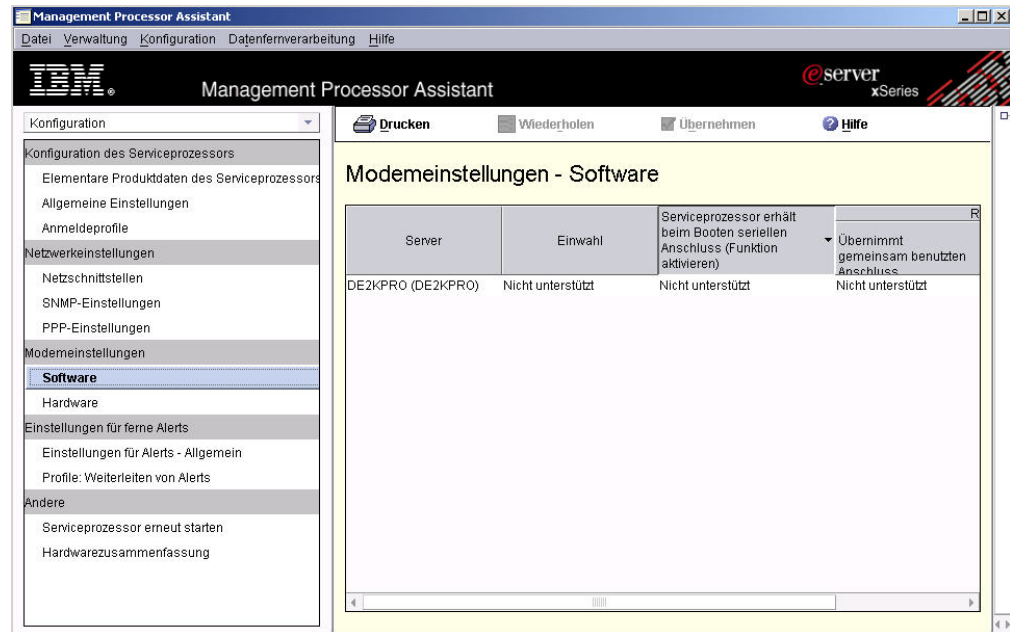 Management Processor Assistant
Datei Verwaltung Konfiguration Datenfernverarbeitung Hilfe
IBM®
Management Processor Assistant
eserver
xSeries
Konfiguration
Drucken Wiederholen Übernehmen Hilfe
Konfiguration des Serviceprozessors
Elementare Produktdaten des Serviceprozessors
Allgemeine Einstellungen
Anmeldeprofile
Netzwerkeinstellungen
Netzschnittstellen
SNMP-Einstellungen
PPP-Einstellungen
Modemeinstellungen
Software
Hardware
Einstellungen für ferne Alerts
Einstellungen für Alerts - Allgemein
Profile: Weiterleiten von Alerts
Andere
Serviceprozessor erneut starten
Hardwarezusammenfassung
Modemeinstellungen - Software
Server
Einwahl
Serviceprozessor erhält
beim Booten seriellen
Anschluss (Funktion
aktivieren)
R
Übernimmt
gemeinsam benutzten
Anschluss
DE2KPRO (DE2KPRO) Nicht unterstützt Nicht unterstützt Nicht unterstützt